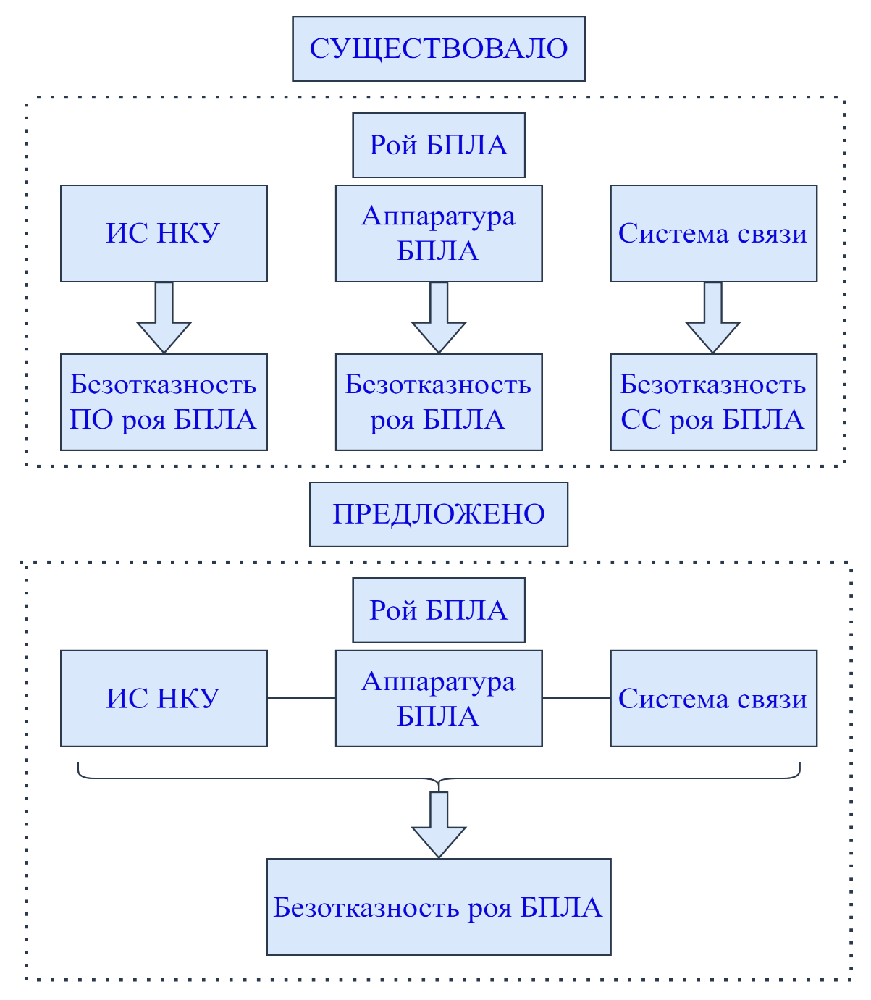 СУЩЕСТВОВАЛО
Рой БПЛА
ИС НКУ
Аппаратура
БПЛА
Система связи
Безотказность
ПО роя БПЛА
Безотказность
роя БПЛА
Безотказность
СС роя БПЛА
ПРЕДЛОЖЕНО
Рой БПЛА
ИС НКУ
Аппаратура
БПЛА
Система связи
Безотказность роя БПЛА